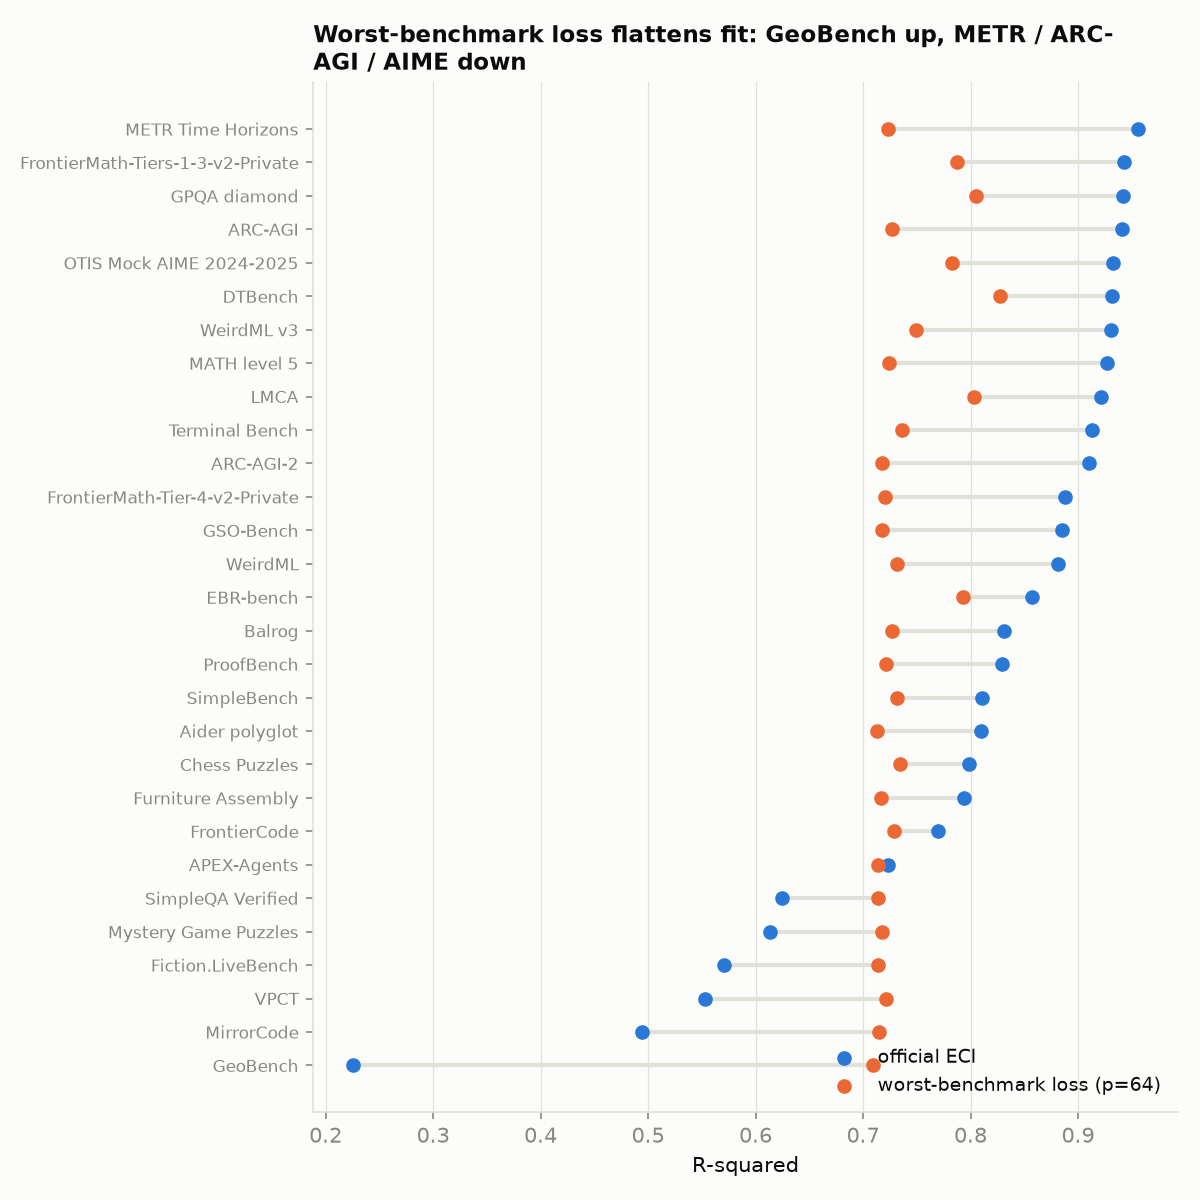 Worst-benchmark loss flattens fit: GeoBench up, METR / ARC-
AGI / AIME down
METR Time Horizons
FrontierMath-Tiers-1-3-v2-Private
GPQA diamond
ARC-AGI
OTIS Mock AIME 2024-2025
DTBench
WeirdML v3
MATH level 5
LMCA
Terminal Bench
ARC-AGI-2
FrontierMath-Tier-4-v2-Private
GSO-Bench
WeirdML
EBR-bench
Balrog
ProofBench
SimpleBench
Aider polyglot
Chess Puzzles
Furniture Assembly
FrontierCode
APEX-Agents
SimpleQA Verified
Mystery Game Puzzles
Fiction.LiveBench
VPCT
MirrorCode
GeoBench
official ECI
worst-benchmark loss (p=64)
0.2 0.3 0.4 0.5 0.6 0.7 0.8 0.9
R-squared